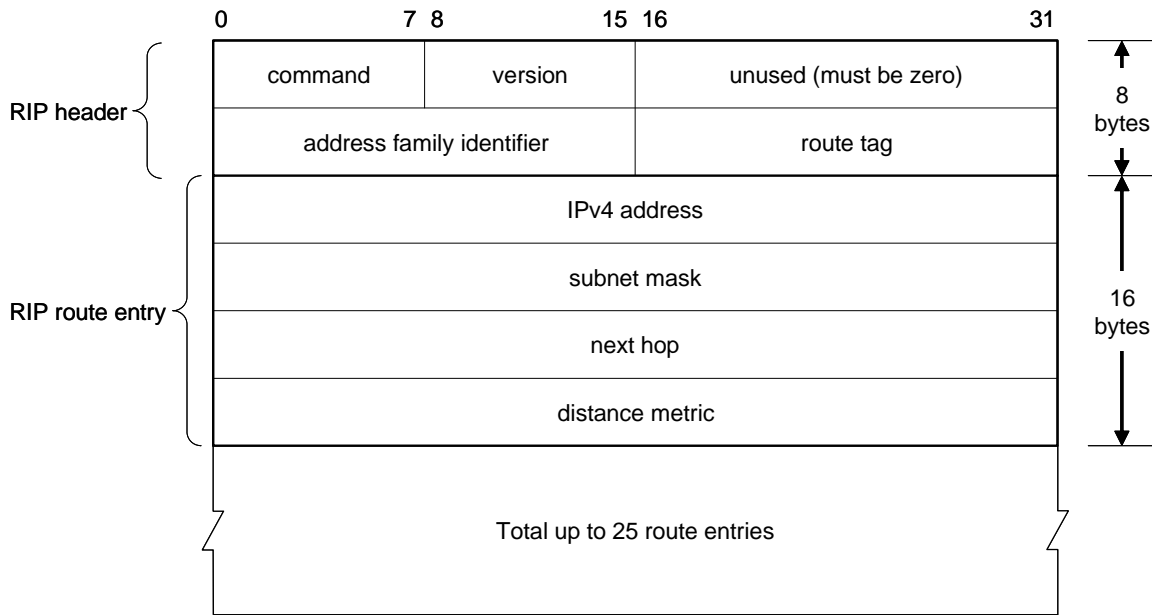 0 7 8 15 16 31
command version unused (must be zero)
RIP header
8
bytes
address family identifier route tag
IPv4 address
subnet mask
RIP route entry
16
bytes
next hop
distance metric
Total up to 25 route entries